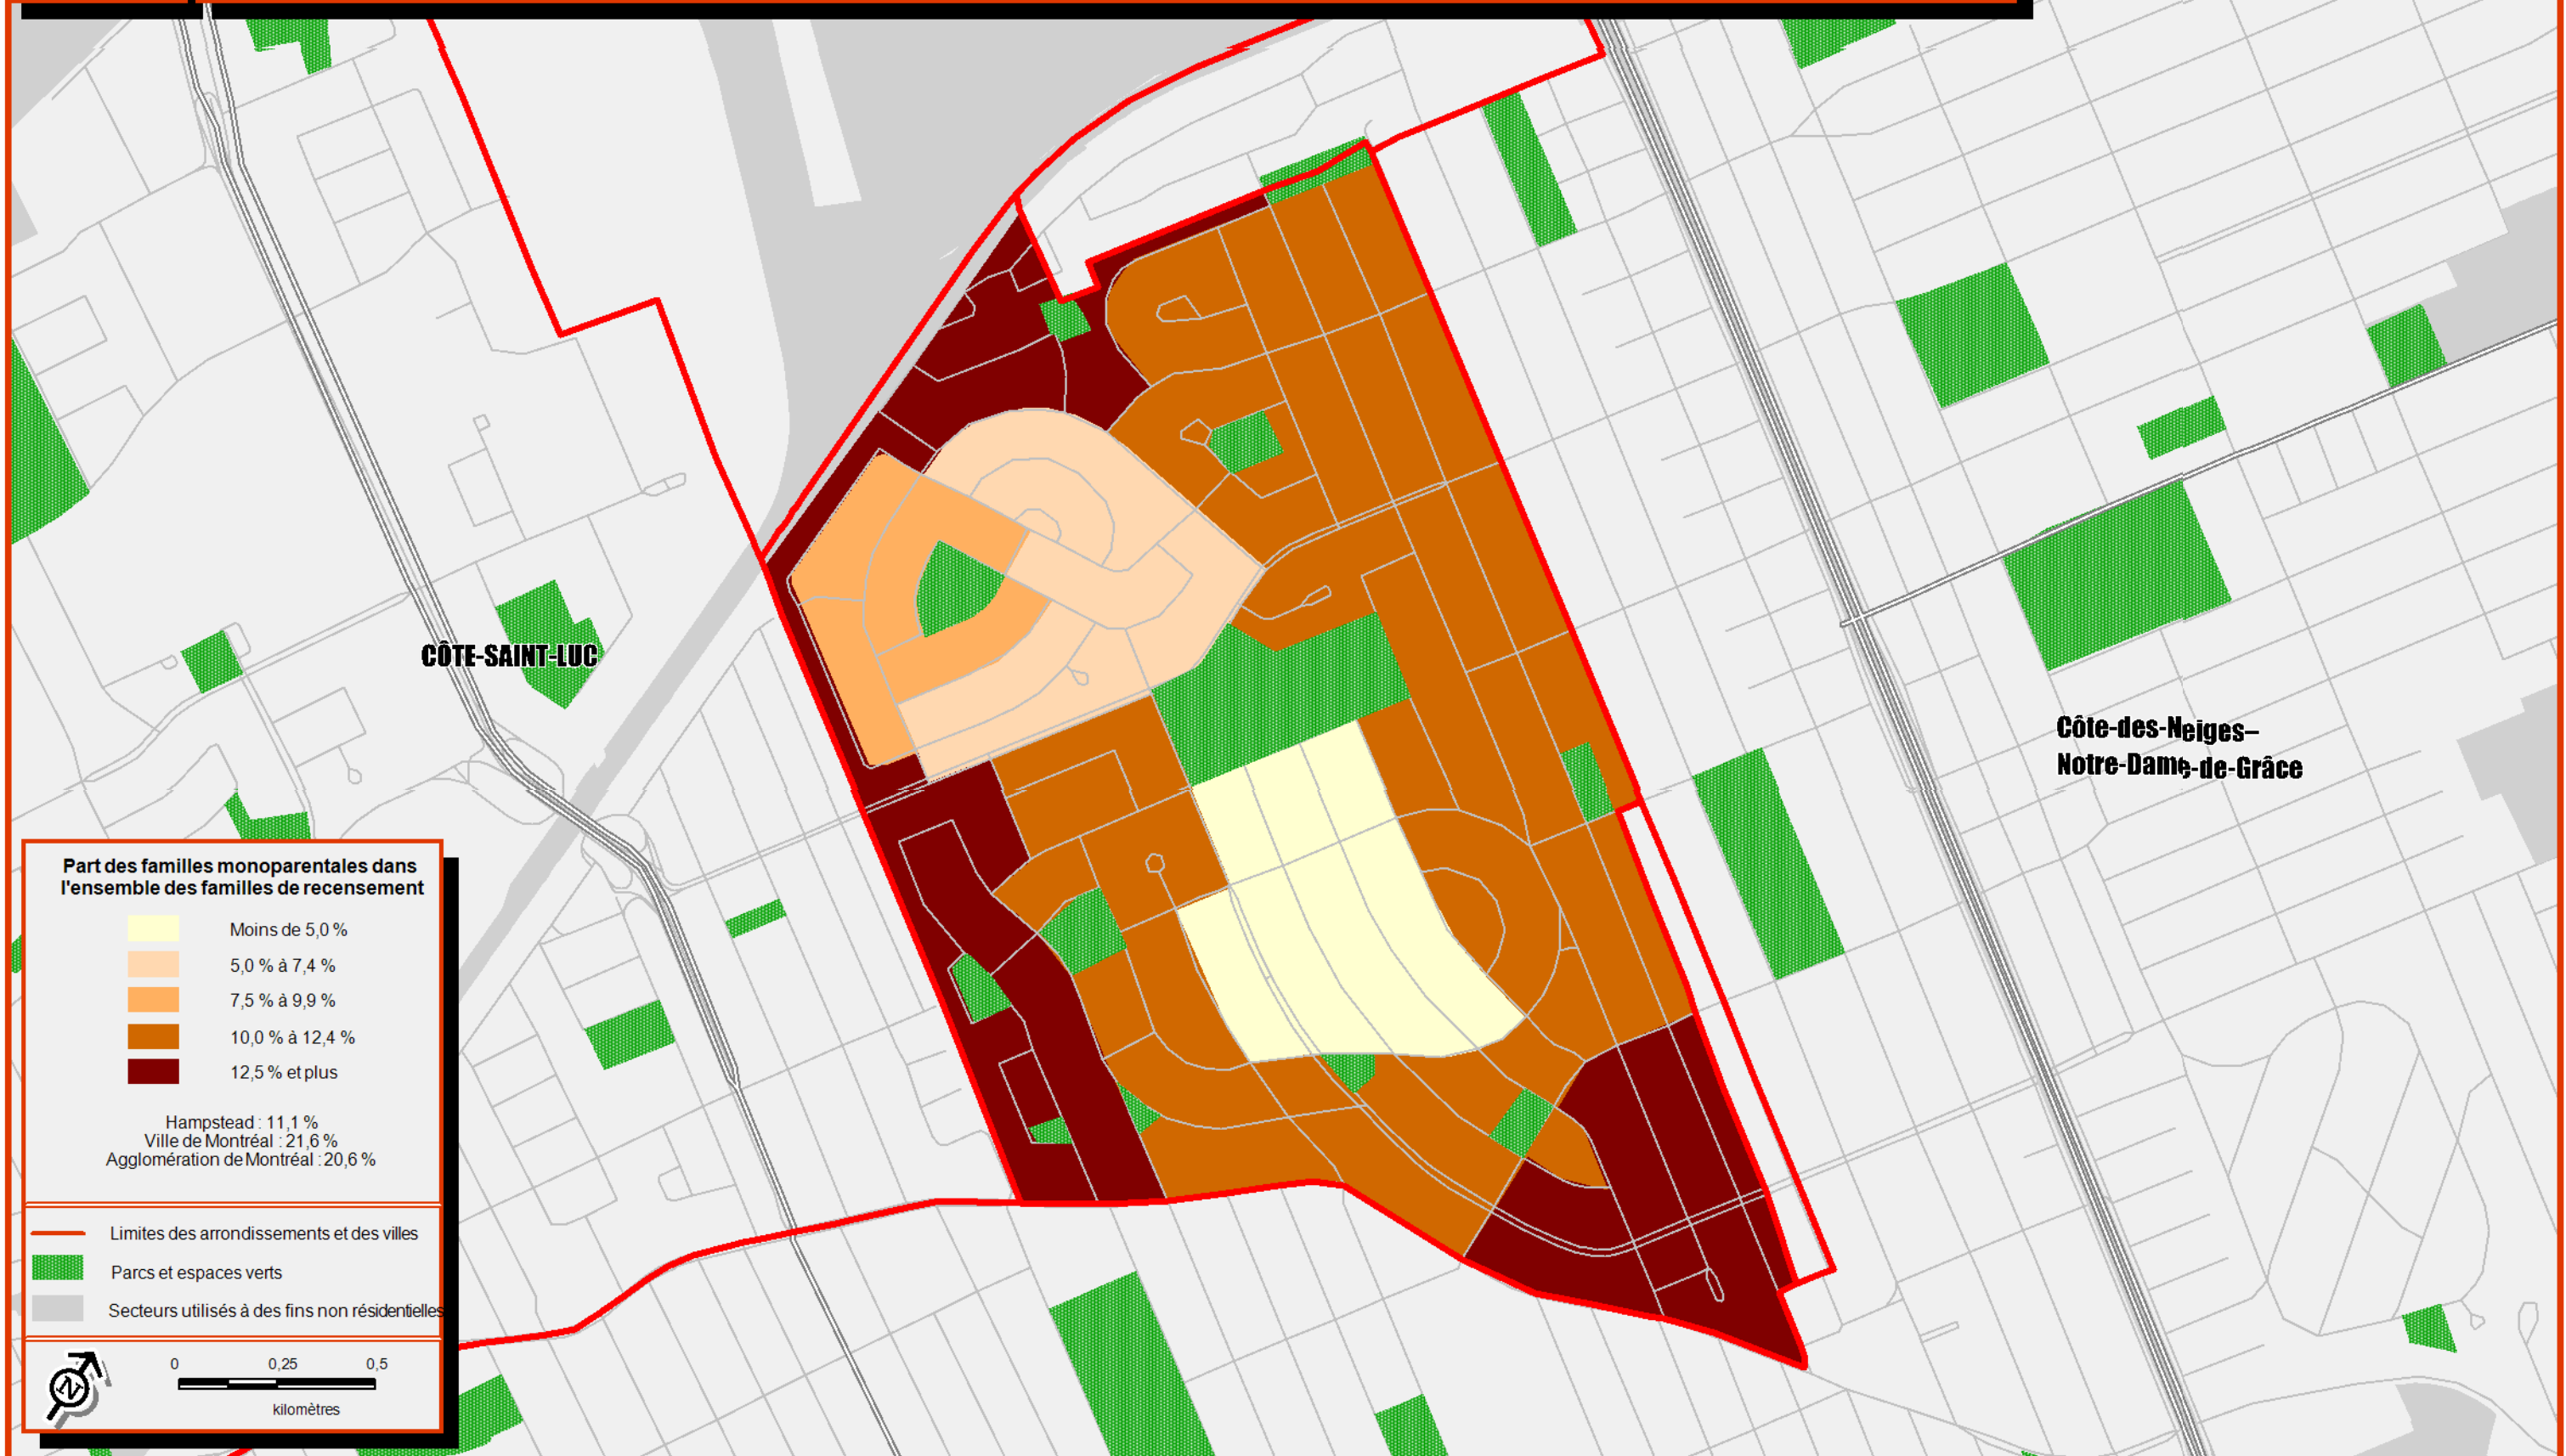 CÔTE-SAINT-LUC
Côte-des-Neiges–
Notre-Dame-de-Grâce
Part des familles monoparentales dans
l'ensemble des familles de recensement
Moins de 5,0 %
5,0 % à 7,4 %
7,5 % à 9,9 %
10,0 % à 12,4 %
12,5 % et plus
Hampstead : 11,1 %
Ville de Montréal : 21,6 %
Agglomération de Montréal : 20,6 %
Limites des arrondissements et des villes
Parcs et espaces verts
Secteurs utilisés à des fins non résidentielles
N
0 0,25 0,5
kilomètres